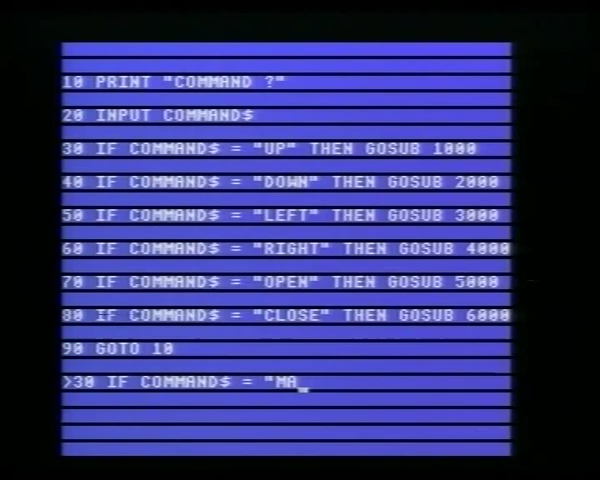 10 PRINT "COMMAND ?"
20 INPUT COMMAND$
30 IF COMMAND$ = "UP" THEN GOSUB 1000
40 IF COMMAND$ = "DOWN" THEN GOSUB 2000
50 IF COMMAND$ = "LEFT" THEN GOSUB 3000
60 IF COMMAND$ = "RIGHT" THEN GOSUB 4000
70 IF COMMAND$ = "OPEN" THEN GOSUB 5000
80 IF COMMAND$ = "CLOSE" THEN GOSUB 6000
90 GOTO 10
>30 IF COMMAND$ = "MA_